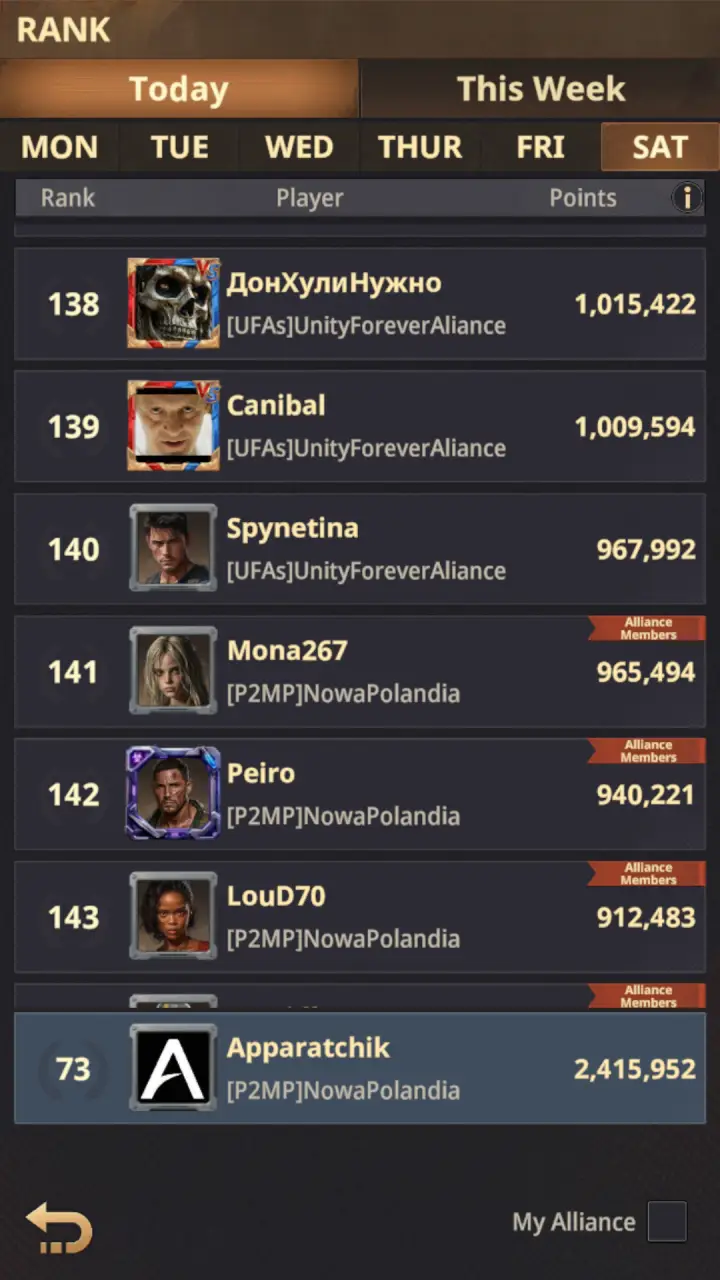 RANK
Today
This Week
MON
TUE
WED
THUR
FRI
SAT
Rank
Player
Points
138
ДонХулиНужно
[UFAs]UnityForeverAliance
1,015,422
139
Canibal
[UFAs]UnityForeverAliance
1,009,594
140
Spynetina
[UFAs]UnityForeverAliance
967,992
Alliance
Members
141
Mona267
[P2MP]NowaPolandia
965,494
Alliance
Members
142
Peiro
[P2MP]NowaPolandia
940,221
Alliance
Members
143
LouD70
[P2MP]NowaPolandia
912,483
Alliance
Members
73
Apparatchik
[P2MP]NowaPolandia
2,415,952
My Alliance